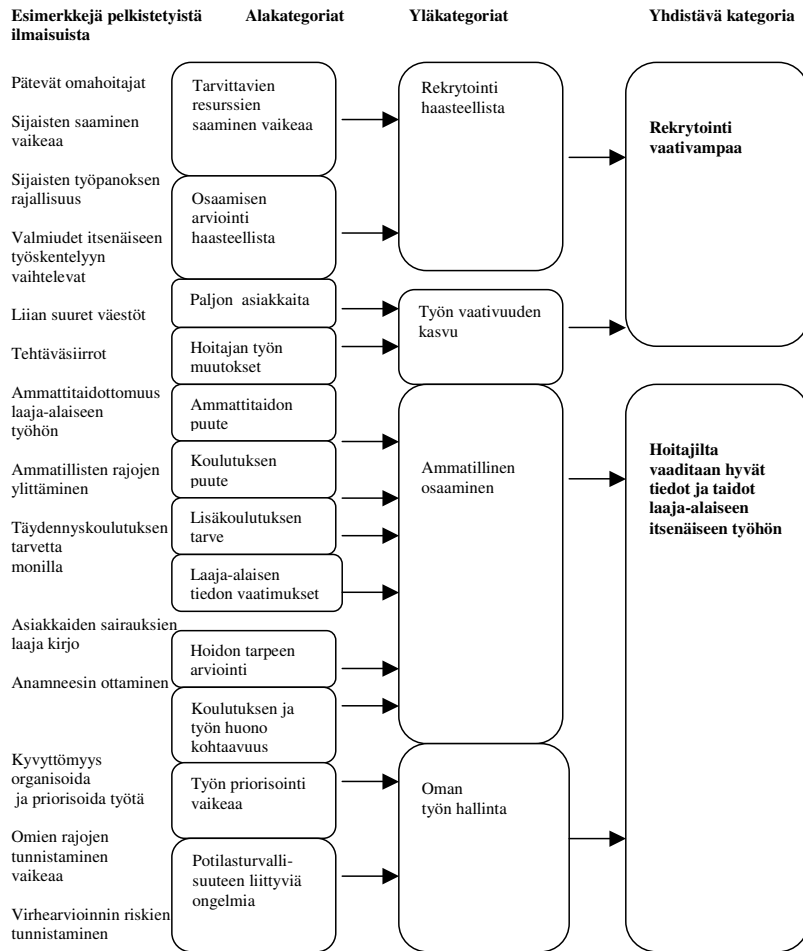 Esimerkkejä pelkistetyistä
ilmaisuista
Alakategoriat
Yläkategoriat
Yhdistävä kategoria
Pätevät omahoitajat
Sijaisten saaminen
vaikeaa
Sijaisten työpanoksen
rajallisuus
Valmiudet itsenäiseen
työskentelyyn
vaihtelevat
Liian suuret väestöt
Tehtäväsiirrot
Ammattitaidottomuus
laaja-alaiseen
työhön
Ammatillisten rajojen
ylittäminen
Täydennyskoulutuksen
tarvetta
monilla
Asiakkaiden sairauksien
laaja kirjo
Anamneesin ottaminen
Kyvyttömyys
organisoida
ja priorisoida työtä
Omien rajojen
tunnistaminen
vaikeaa
Virhearvioinnin riskien
tunnistaminen
Tarvittavien
resurssien
saaminen vaikeaa
Osaamisen
arviointi
haasteellista
Paljon asiakkaita
Hoitajan työn
muutokset
Ammattitaidon
puute
Koulutuksen
puute
Lisäkoulutuksen
tarve
Laaja-alaisen
tiedon vaatimukset
Hoidon tarpeen
arviointi
Koulutuksen ja
työn huono
kohtaavuus
Työn priorisointi
vaikeaa
Potilasturvalli-
suuteen liittyviä
ongelmia
Rekrytointi
haasteellista
Työn vaativuuden
kasvu
Ammatillinen
osaaminen
Oman
työn hallinta
Rekrytointi
vaativampaa
Hoitajilta
vaaditaan hyvät
tiedot ja taidot
laaja-alaiseen
itsenäiseen työhön